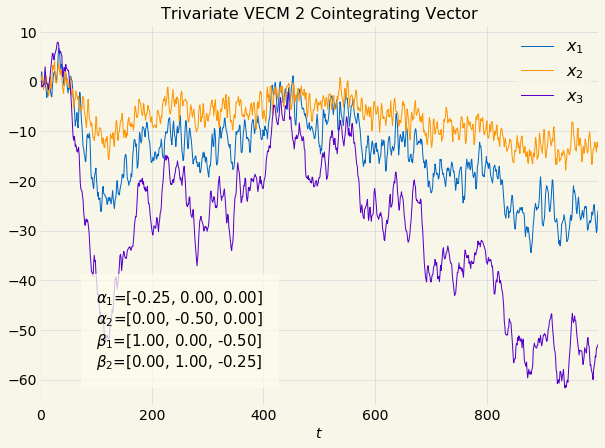 Trivariate VECM 2 Cointegrating Vector
10
0
−10
−20
−30
−40
−50
−60
x₁
x₂
x₃
α₁=[-0.25, 0.00, 0.00]
α₂=[0.00, -0.50, 0.00]
β₁=[1.00, 0.00, -0.50]
β₂=[0.00, 1.00, -0.25]
0 200 400 600 800
t